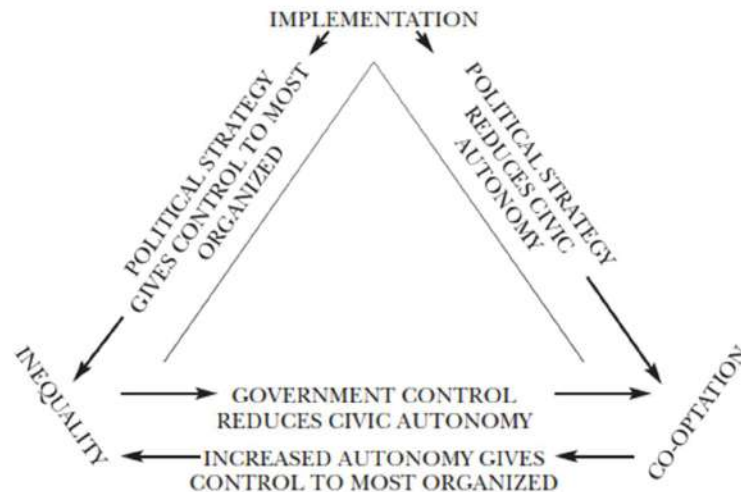 IMPLEMENTATION
POLITICAL STRATEGY
GIVES CONTROL TO MOST
ORGANIZED
POLITICAL STRATEGY
REDUCES CIVIC
AUTONOMY
INEQUALITY
GOVERNMENT CONTROL
REDUCES CIVIC AUTONOMY
INCREASED AUTONOMY GIVES
CONTROL TO MOST ORGANIZED
CO-OPTATION